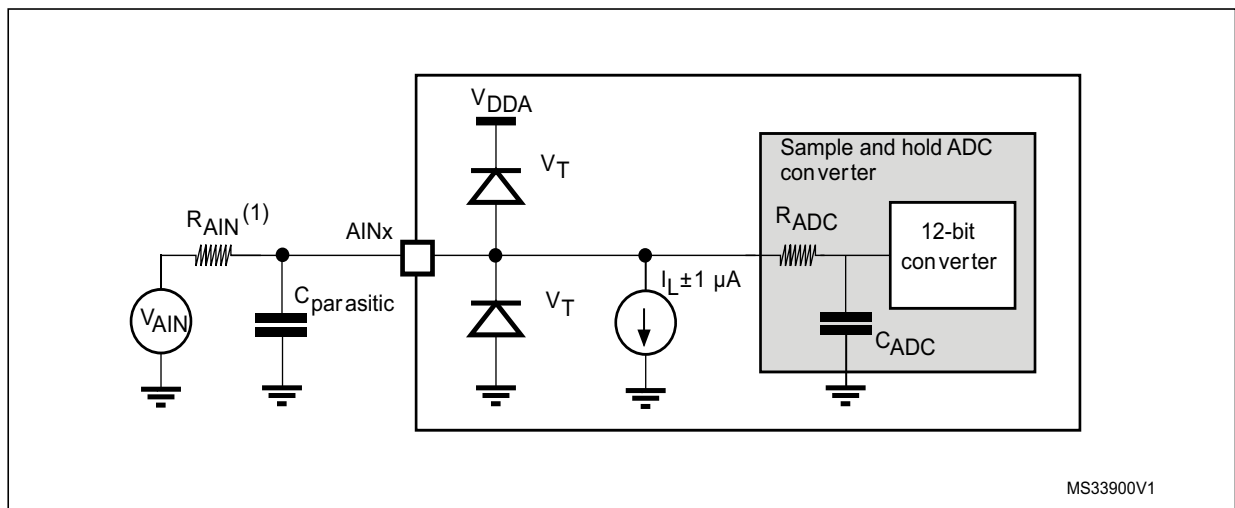 VDDA
VT
Sample and hold ADC
converter
RAIN(1)
AINx
RADC
12-bit
converter
IL±1 µA
VAIN
Cparasitic
VT
CADC
MS33900V1